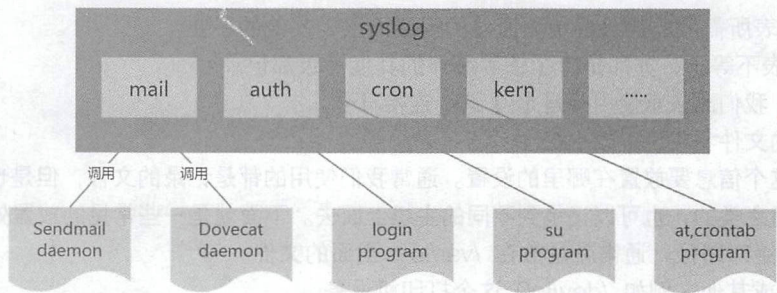 syslog
mail auth cron kern .....
调用 调用
Sendmail Dovecat login su at,crontab
daemon daemon program program program